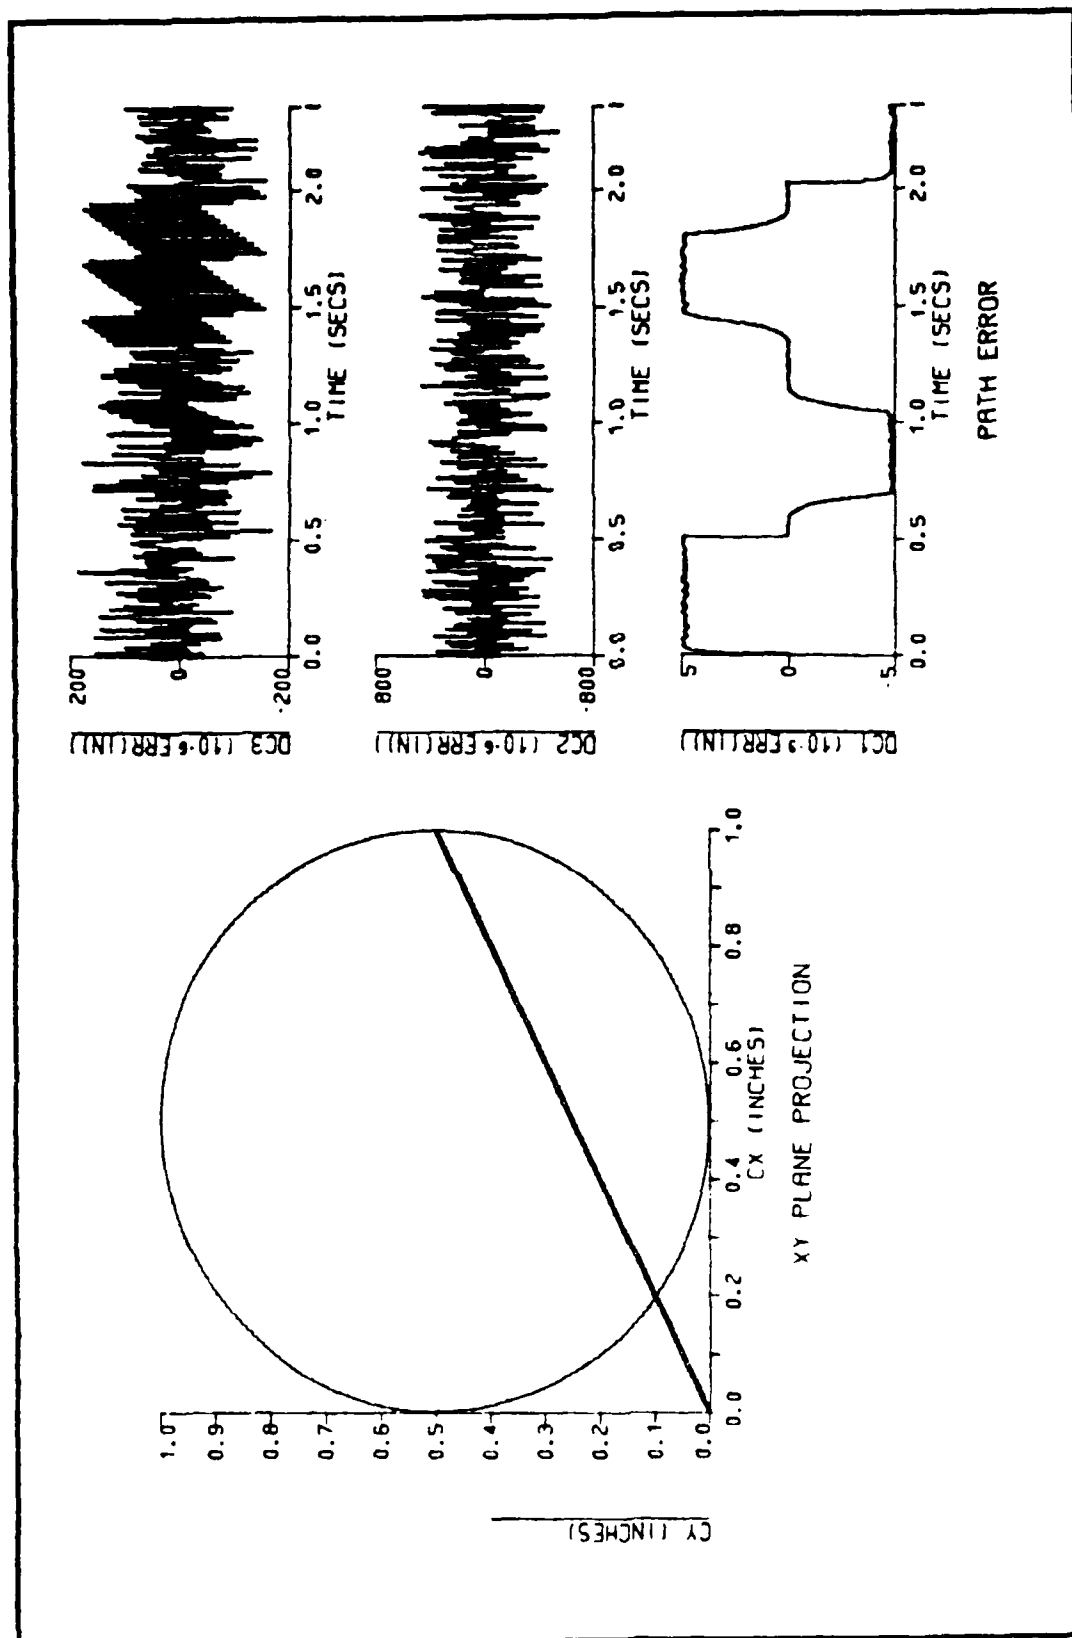 200
0
-200
DC3 (10-6 ERR(IN)
0.0 0.5 1.0 1.5 2.0
TIME (SECS)
800
0
-800
DC2 (10-6 ERR(IN)
0.0 0.5 1.0 1.5 2.0
TIME (SECS)
5
0
-5
DC1 (10-3 ERR(IN)
0.0 0.5 1.0 1.5 2.0
TIME (SECS)
PATH ERROR
1.0
0.9
0.8
0.7
0.6
0.5
0.4
0.3
0.2
0.1
0.0
CY (INCHES)
0.0 0.2 0.4 0.6 0.8 1.0
CX (INCHES)
XY PLANE PROJECTION